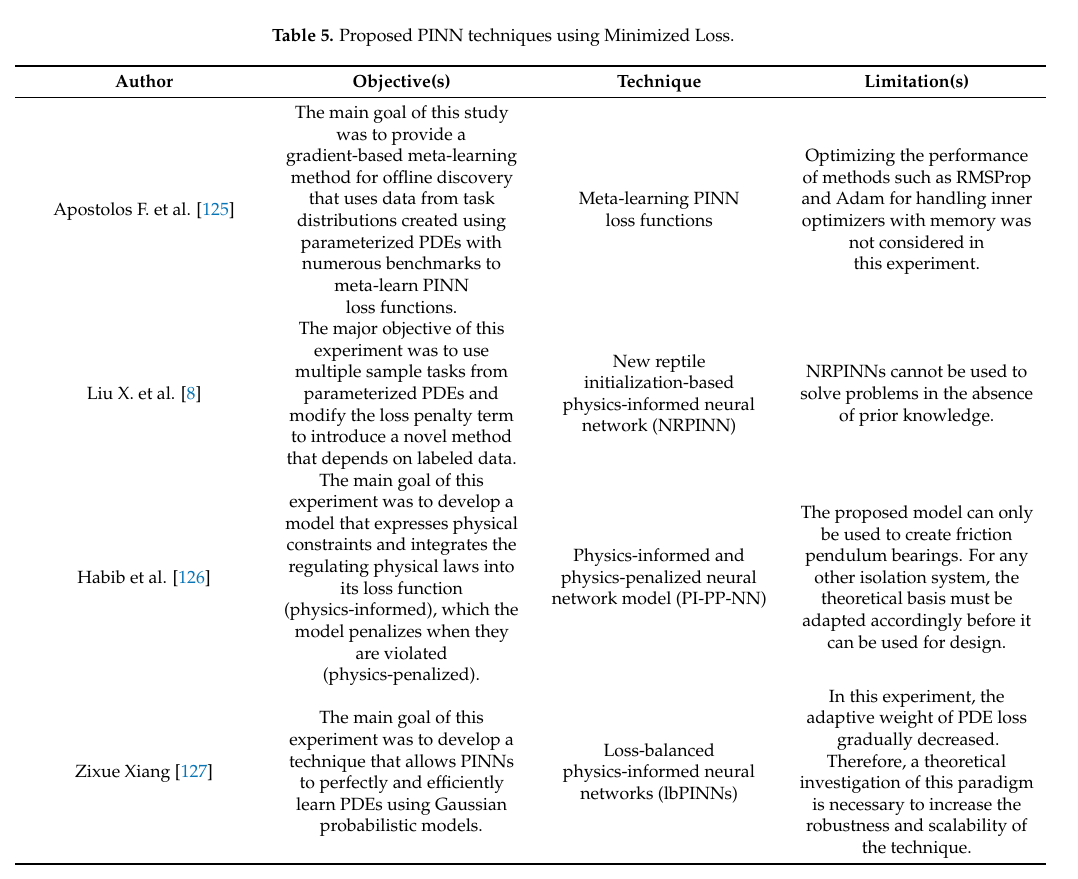 Table 5. Proposed PINN techniques using Minimized Loss.
Author Objective(s) Technique Limitation(s)
Apostolos F. et al. [125]
The main goal of this study
was to provide a
gradient-based meta-learning
method for offline discovery
that uses data from task
distributions created using
parameterized PDEs with
numerous benchmarks to
meta-learn PINN
loss functions.
Meta-learning PINN
loss functions
Optimizing the performance
of methods such as RMSProp
and Adam for handling inner
optimizers with memory was
not considered in
this experiment.
Liu X. et al. [8]
The major objective of this
experiment was to use
multiple sample tasks from
parameterized PDEs and
modify the loss penalty term
to introduce a novel method
that depends on labeled data.
New reptile
initialization-based
physics-informed neural
network (NRPINN)
NRPINNs cannot be used to
solve problems in the absence
of prior knowledge.
Habib et al. [126]
The main goal of this
experiment was to develop a
model that expresses physical
constraints and integrates the
regulating physical laws into
its loss function
(physics-informed), which the
model penalizes when they
are violated
(physics-penalized).
Physics-informed and
physics-penalized neural
network model (PI-PP-NN)
The proposed model can only
be used to create friction
pendulum bearings. For any
other isolation system, the
theoretical basis must be
adapted accordingly before it
can be used for design.
Zixue Xiang [127]
The main goal of this
experiment was to develop a
technique that allows PINNs
to perfectly and efficiently
learn PDEs using Gaussian
probabilistic models.
Loss-balanced
physics-informed neural
networks (lbPINNs)
In this experiment, the
adaptive weight of PDE loss
gradually decreased.
Therefore, a theoretical
investigation of this paradigm
is necessary to increase the
robustness and scalability of
the technique.